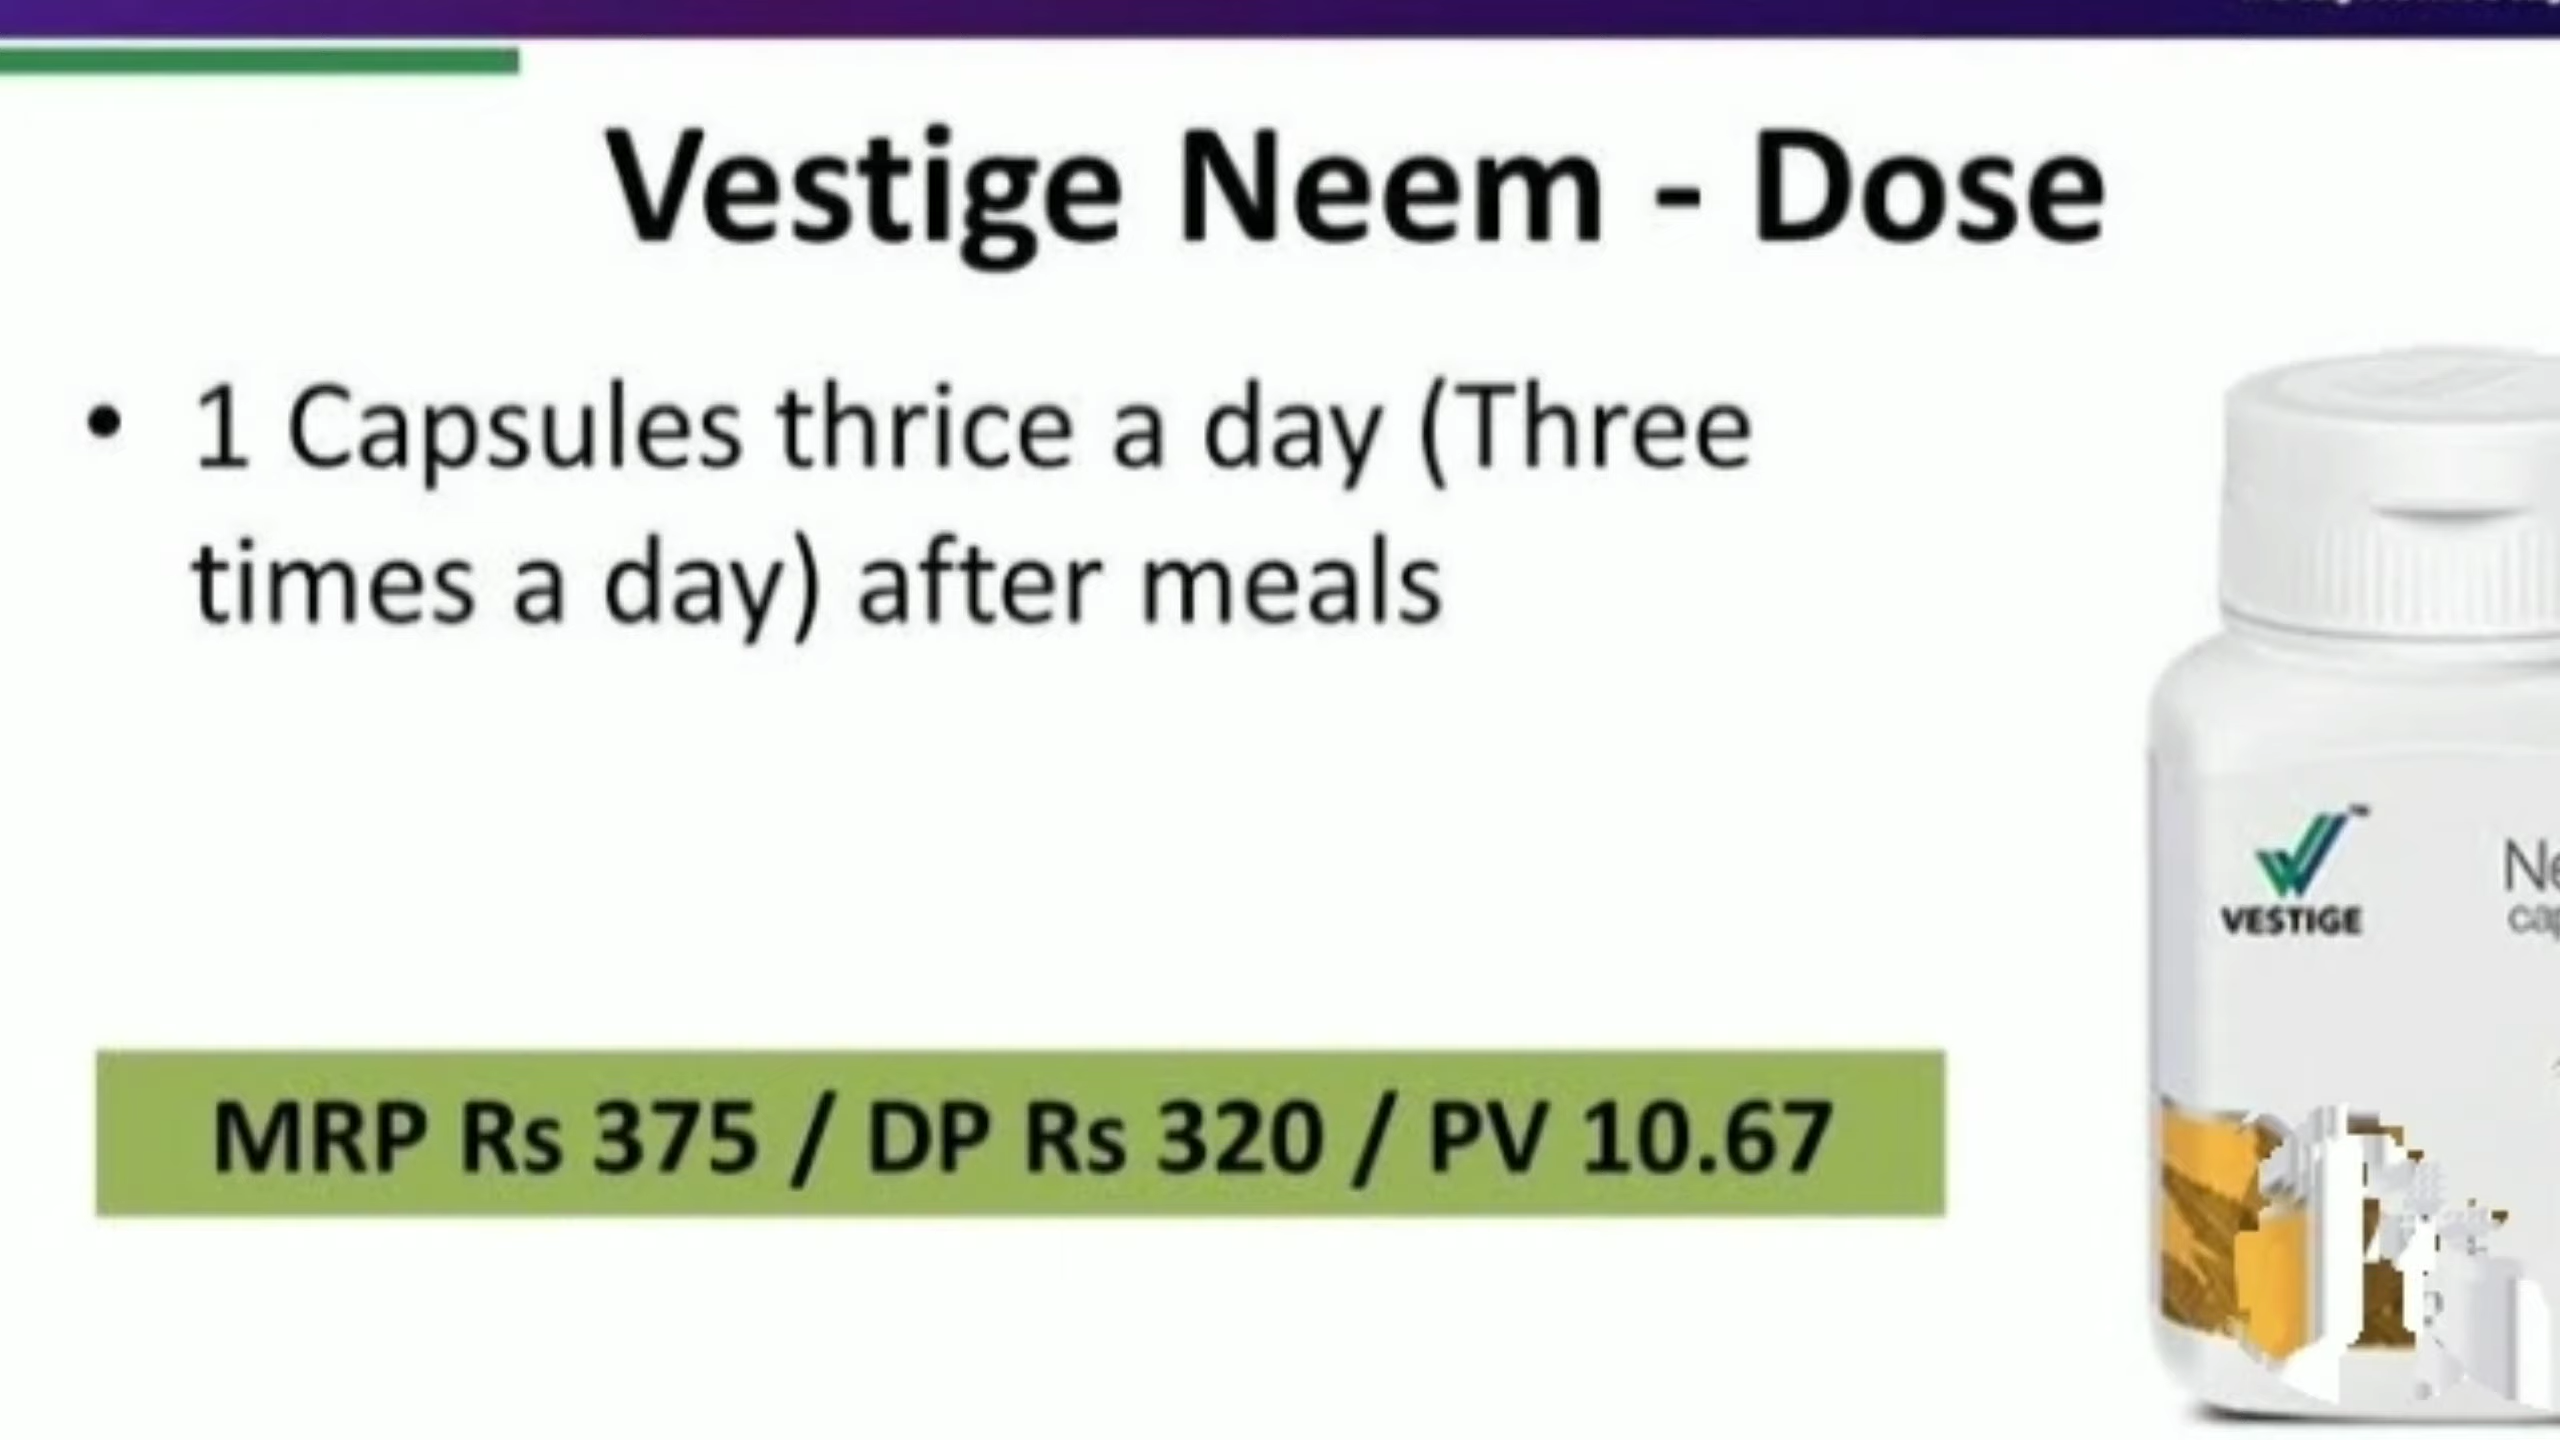 Vestige Neem - Dose
• 1 Capsules thrice a day (Three
times a day) after meals
VESTIGE
MRP Rs 375 / DP Rs 320 / PV 10.67